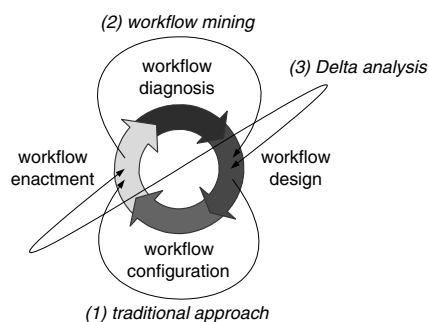 (2) workflow mining
(3) Delta analysis
workflow
diagnosis
workflow
enactment
workflow
design
workflow
configuration
(1) traditional approach